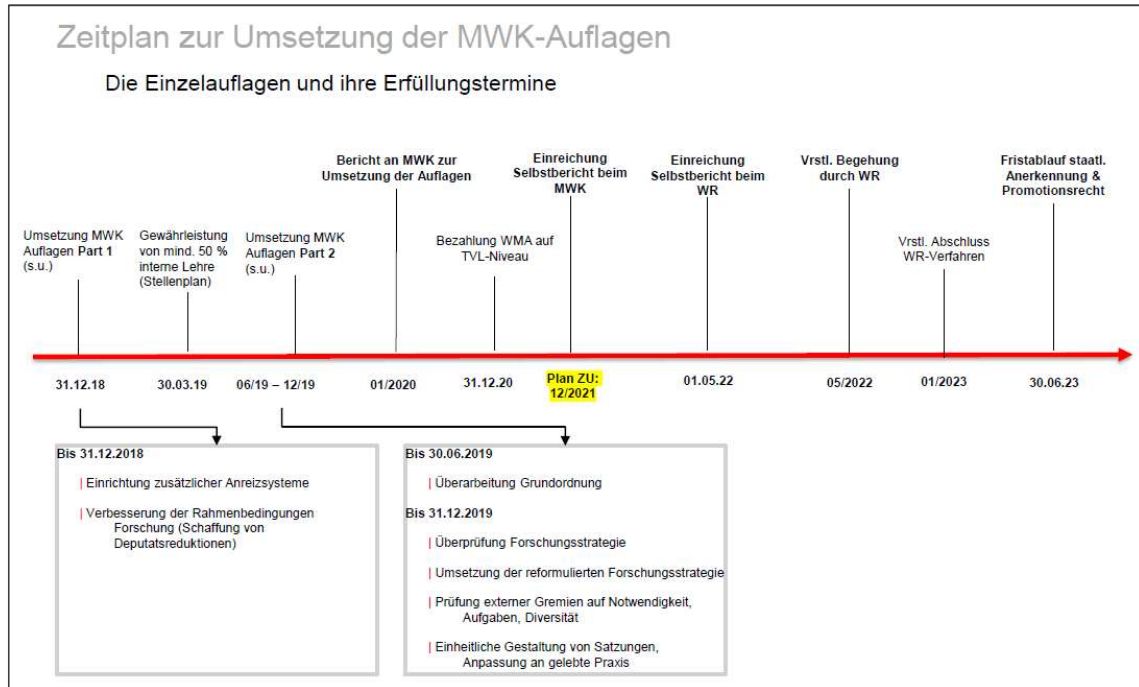 Zeitplan zur Umsetzung der MWK-Auflagen
Die Einzelauflagen und ihre Erfüllungstermine
Bericht an MWK zur
Umsetzung der Auflagen
Einreichung
Selbstbericht beim
MWK
Einreichung
Selbstbericht beim
WR
Vrstl. Begehung
durch WR
Fristablauf staatl.
Anerkennung &
Promotionsrecht
Umsetzung MWK
Auflagen Part 1
(s.u.)
Gewährleistung
von mind. 50 %
interne Lehre
(Stellenplan)
Umsetzung MWK
Auflagen Part 2
(s.u.)
Bezahlung WMA auf
TVL-Niveau
Vrstl. Abschluss
WR-Verfahren
31.12.18
30.03.19
06/19 – 12/19
01/2020
31.12.20
Plan ZU:
12/2021
01.05.22
05/2022
01/2023
30.06.23
Bis 31.12.2018
| Einrichtung zusätzlicher Anreizsysteme
| Verbesserung der Rahmenbedingungen
Forschung (Schaffung von
Deputatsreduktionen)
Bis 30.06.2019
| Überarbeitung Grundordnung
Bis 31.12.2019
| Überprüfung Forschungsstrategie
| Umsetzung der reformulierten Forschungsstrategie
| Prüfung externer Gremien auf Notwendigkeit,
Aufgaben, Diversität
| Einheitliche Gestaltung von Satzungen,
Anpassung an gelebte Praxis